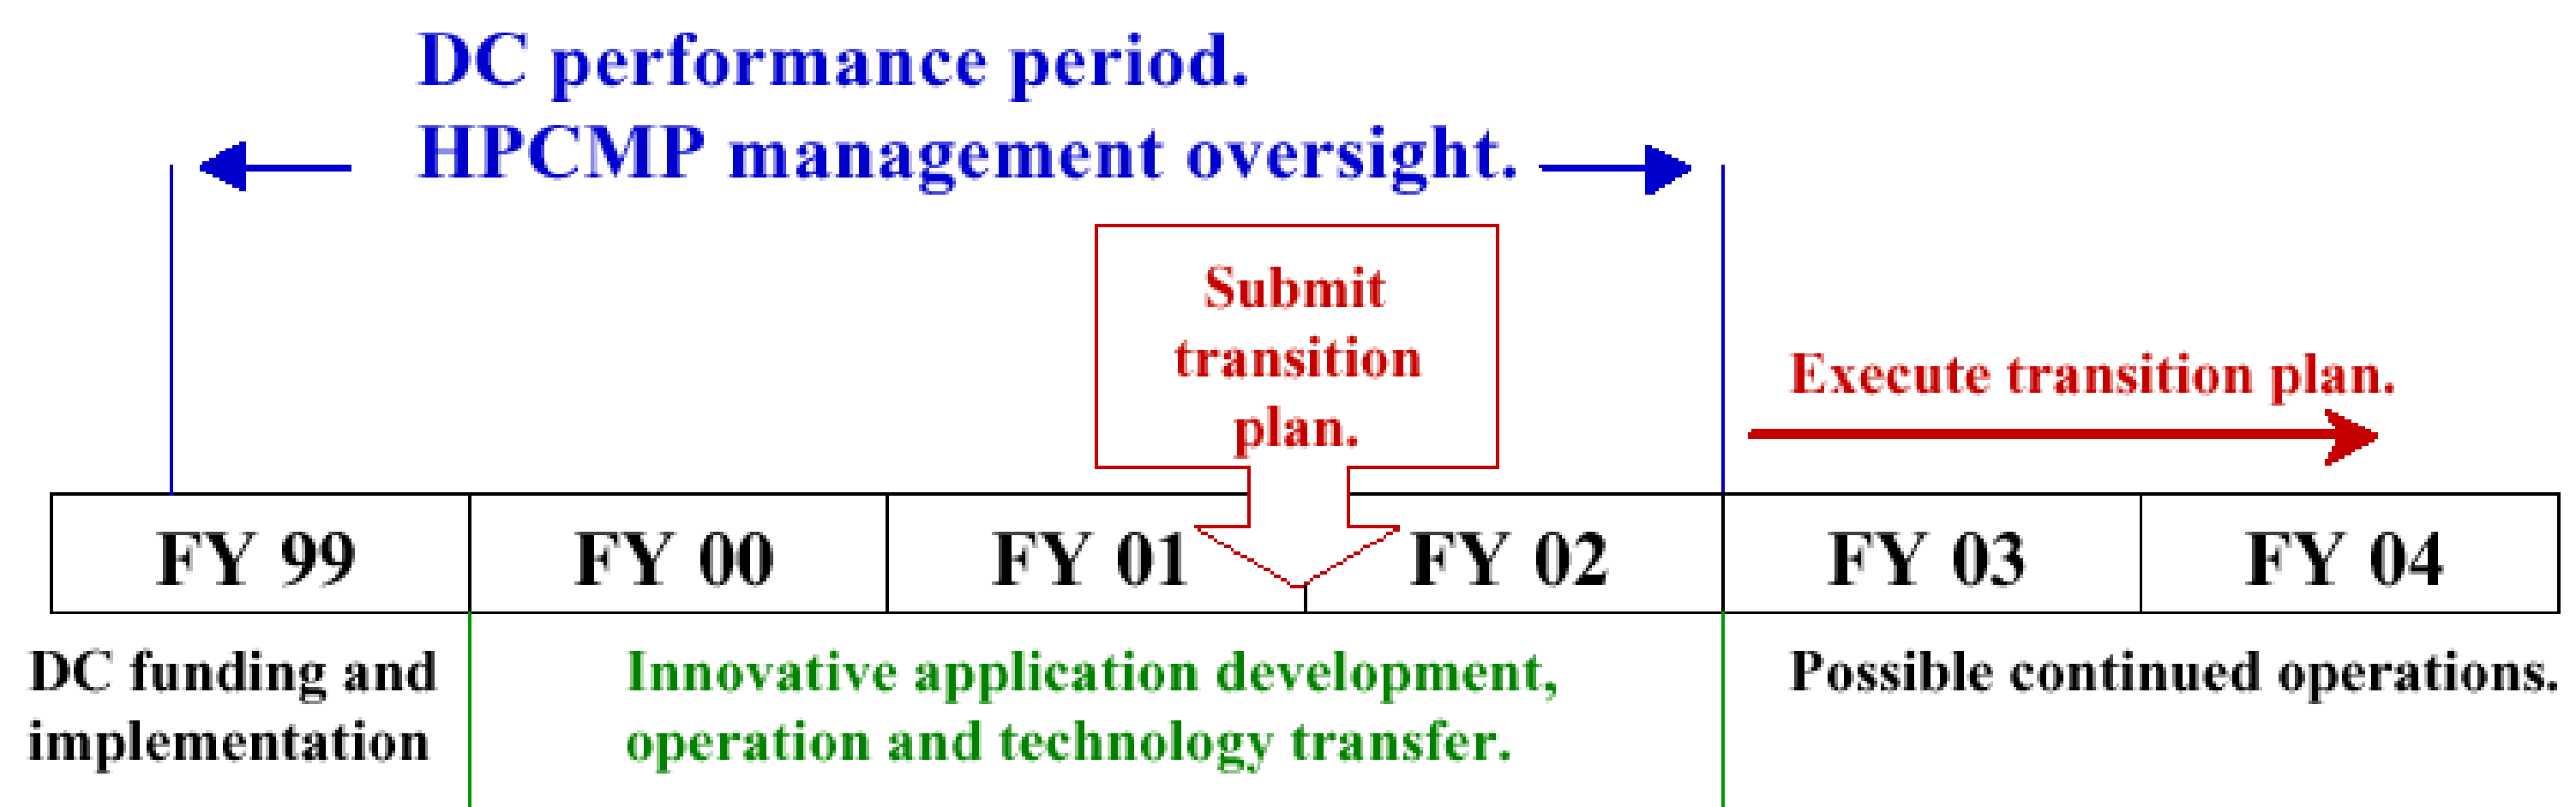 DC performance period.
HPCMP management oversight.
Submit
transition
plan.
Execute transition plan.
FY 99
FY 00
FY 01
FY 02
FY 03
FY 04
DC funding and
implementation
Innovative application development,
operation and technology transfer.
Possible continued operations.